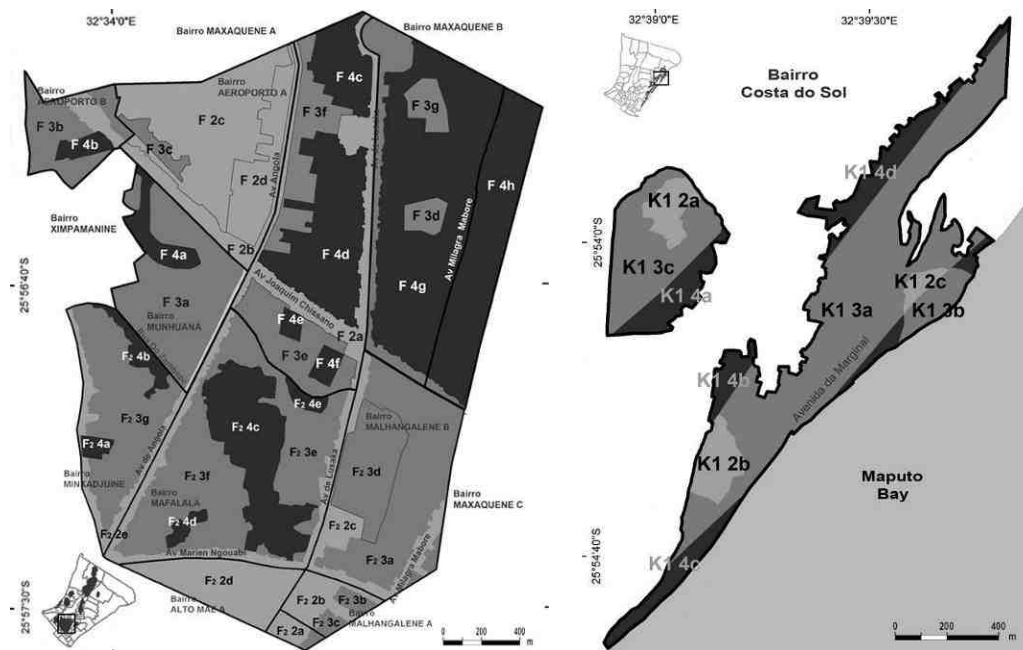 32°34'0"E
Bairro MAXAQUENE A
Bairro MAXAQUENE B
Bairro
AEROPORTO B
Bairro
AEROPORTO A
F 4c
F 3g
F 3f
F 2c
F 3b
F 4b
F 3c
F 2d
Av Angola
F 4h
F 3d
Av Milagra Mabore
Bairro
XIMPAMANINE
F 4a
F 2b
F 4d
F 4g
25°56'40"S
Av Joaquim Chissano
F 3a
Bairro
MUNHUANA
F 4e
F 2a
F 3e
F 4f
F₂ 4b
F₂ 4e
F₂ 3g
F₂ 4c
Bairro
MALHANGALENE B
F₂ 4a
F₂ 3e
F₂ 3d
Av de Angola
Av de Lusaka
F₂ 3f
Bairro
MINKADJUINE
Bairro
MAFALALA
Bairro
MAXAQUENE C
F₂ 4d
F₂ 2c
F₂ 2e
Av Marien Ngouabi
F₂ 3a
Milagra Mabore
25°57'30"S
F₂ 2d
Bairro
ALTO MAE B
F₂ 2b
F₂ 3b
F₂ 3c
F₂ 2a
Bairro
MALHANGALENE A
0 200 400
m
32°39'0"E
32°39'30"E
Bairro
Costa do Sol
K1 4d
K1 2a
25°54'0"S
K1 3c
K1 4a
K1 2c
K1 3a
K1 3b
K1 4b
Avenida da Marginal
K1 2b
Maputo
Bay
25°54'40"S
K1 4c
0 200 400
m